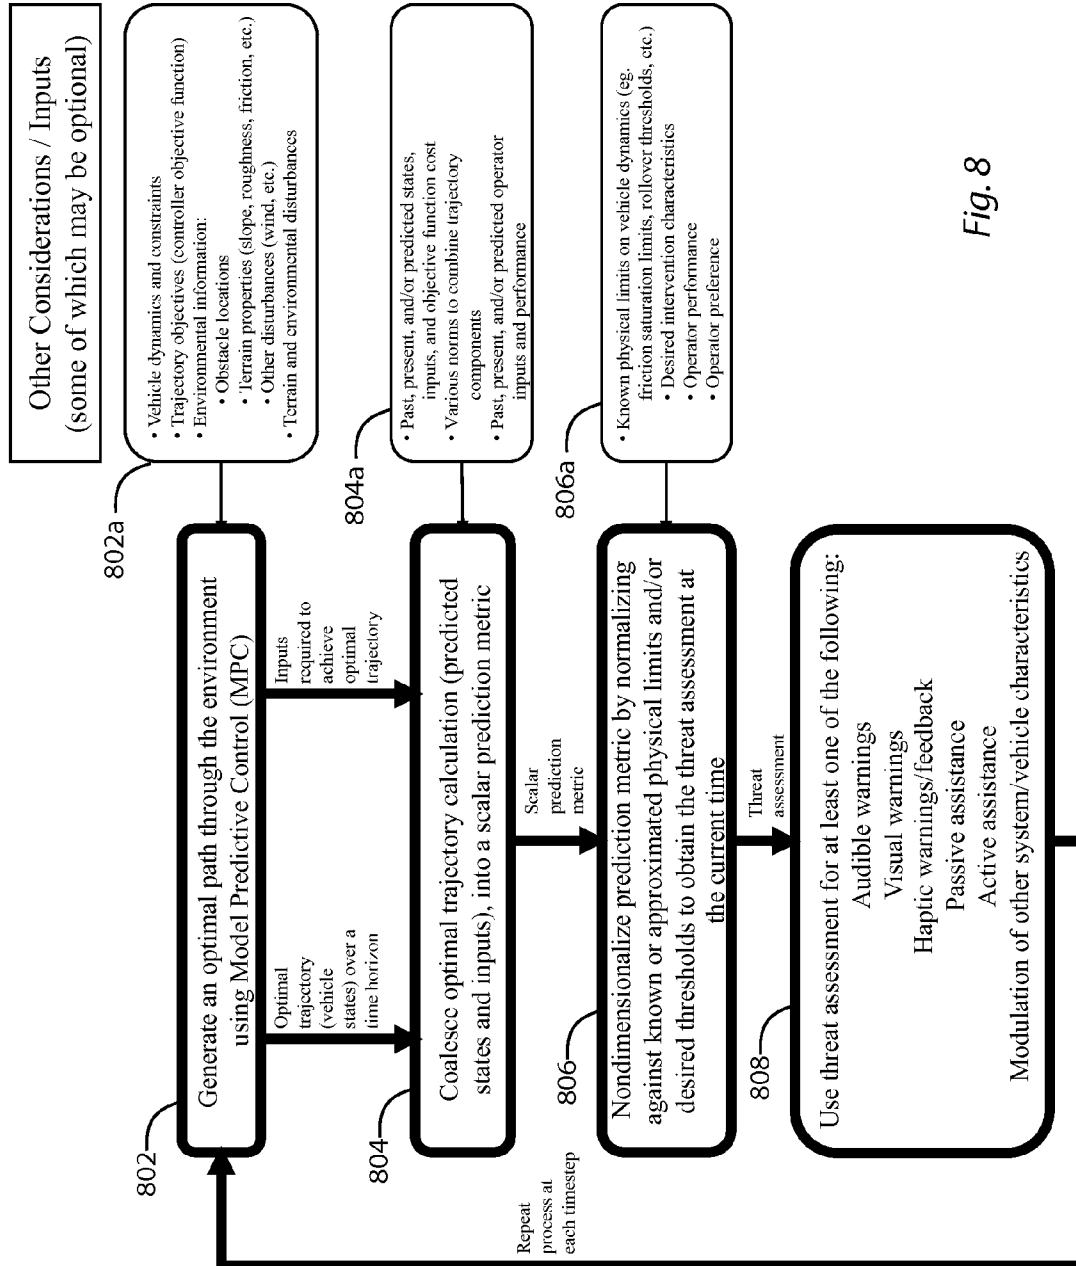 Other Considerations / Inputs
(some of which may be optional)
802
Generate an optimal path through the environment
using Model Predictive Control (MPC)
802a
• Vehicle dynamics and constraints
• Trajectory objectives (controller objective function)
• Environmental information:
• Obstacle locations
• Terrain properties (slope, roughness, friction, etc.)
• Other disturbances (wind, etc.)
• Terrain and environmental disturbances
Optimal
trajectory
(vehicle
states) over a
time horizon
Inputs
required to
achieve
optimal
trajectory
804
Coalesce optimal trajectory calculation (predicted
states and inputs), into a scalar prediction metric
804a
• Past, present, and/or predicted states,
inputs, and objective function cost
• Various norms to combine trajectory
components
• Past, present, and/or predicted operator
inputs and performance
Scalar
prediction
metric
806
Nondimensionalize prediction metric by normalizing
against known or approximated physical limits and/or
desired thresholds to obtain the threat assessment at
the current time
806a
• Known physical limits on vehicle dynamics (eg.
friction saturation limits, rollover thresholds, etc.)
• Desired intervention characteristics
• Operator performance
• Operator preference
Threat
assessment
808
Use threat assessment for at least one of the following:
Audible warnings
Visual warnings
Haptic warnings/feedback
Passive assistance
Active assistance
Modulation of other system/vehicle characteristics
Repeat
process at
each timestep
Fig. 8